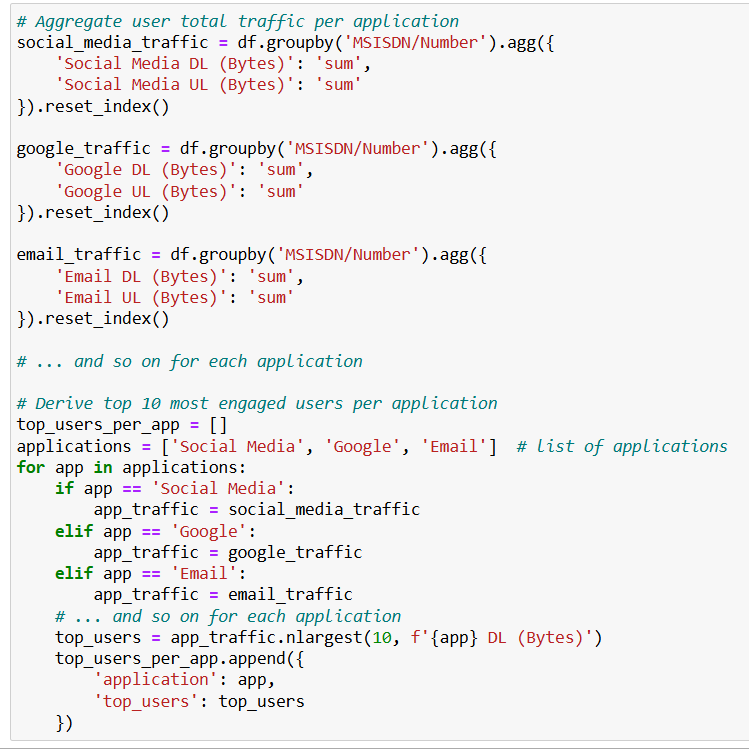 # Aggregate user total traffic per application
social_media_traffic = df.groupby('MSISDN/Number').agg({
    'Social Media DL (Bytes)': 'sum',
    'Social Media UL (Bytes)': 'sum'
}).reset_index()

google_traffic = df.groupby('MSISDN/Number').agg({
    'Google DL (Bytes)': 'sum',
    'Google UL (Bytes)': 'sum'
}).reset_index()

email_traffic = df.groupby('MSISDN/Number').agg({
    'Email DL (Bytes)': 'sum',
    'Email UL (Bytes)': 'sum'
}).reset_index()

# ... and so on for each application

# Derive top 10 most engaged users per application
top_users_per_app = []
applications = ['Social Media', 'Google', 'Email']  # list of applications
for app in applications:
    if app == 'Social Media':
        app_traffic = social_media_traffic
    elif app == 'Google':
        app_traffic = google_traffic
    elif app == 'Email':
        app_traffic = email_traffic
    # ... and so on for each application
    top_users = app_traffic.nlargest(10, f'{app} DL (Bytes)')
    top_users_per_app.append({
        'application': app,
        'top_users': top_users
    })